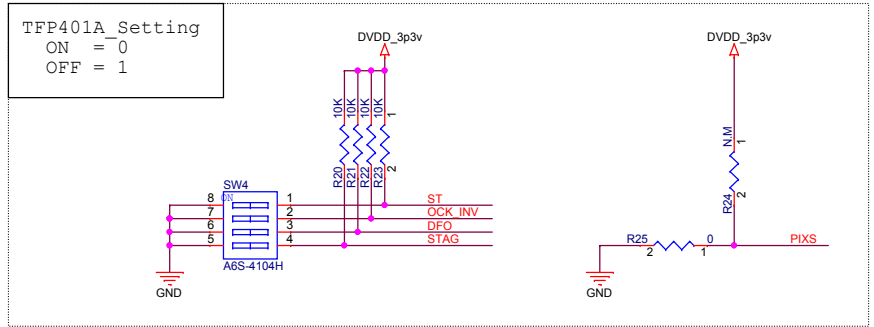 TFP401A_Setting
ON = 0
OFF = 1
DVDD_3p3v
DVDD_3p3v
10K
10K
10K
10K
1
R20
R21
R22
R23
2
N.M
1
R24
2
SW4
ON
8
7
6
5
1
2
3
4
ST
OCK_INV
DFO
STAG
A6S-4104H
GND
R25
2
0
1
PIXS
GND